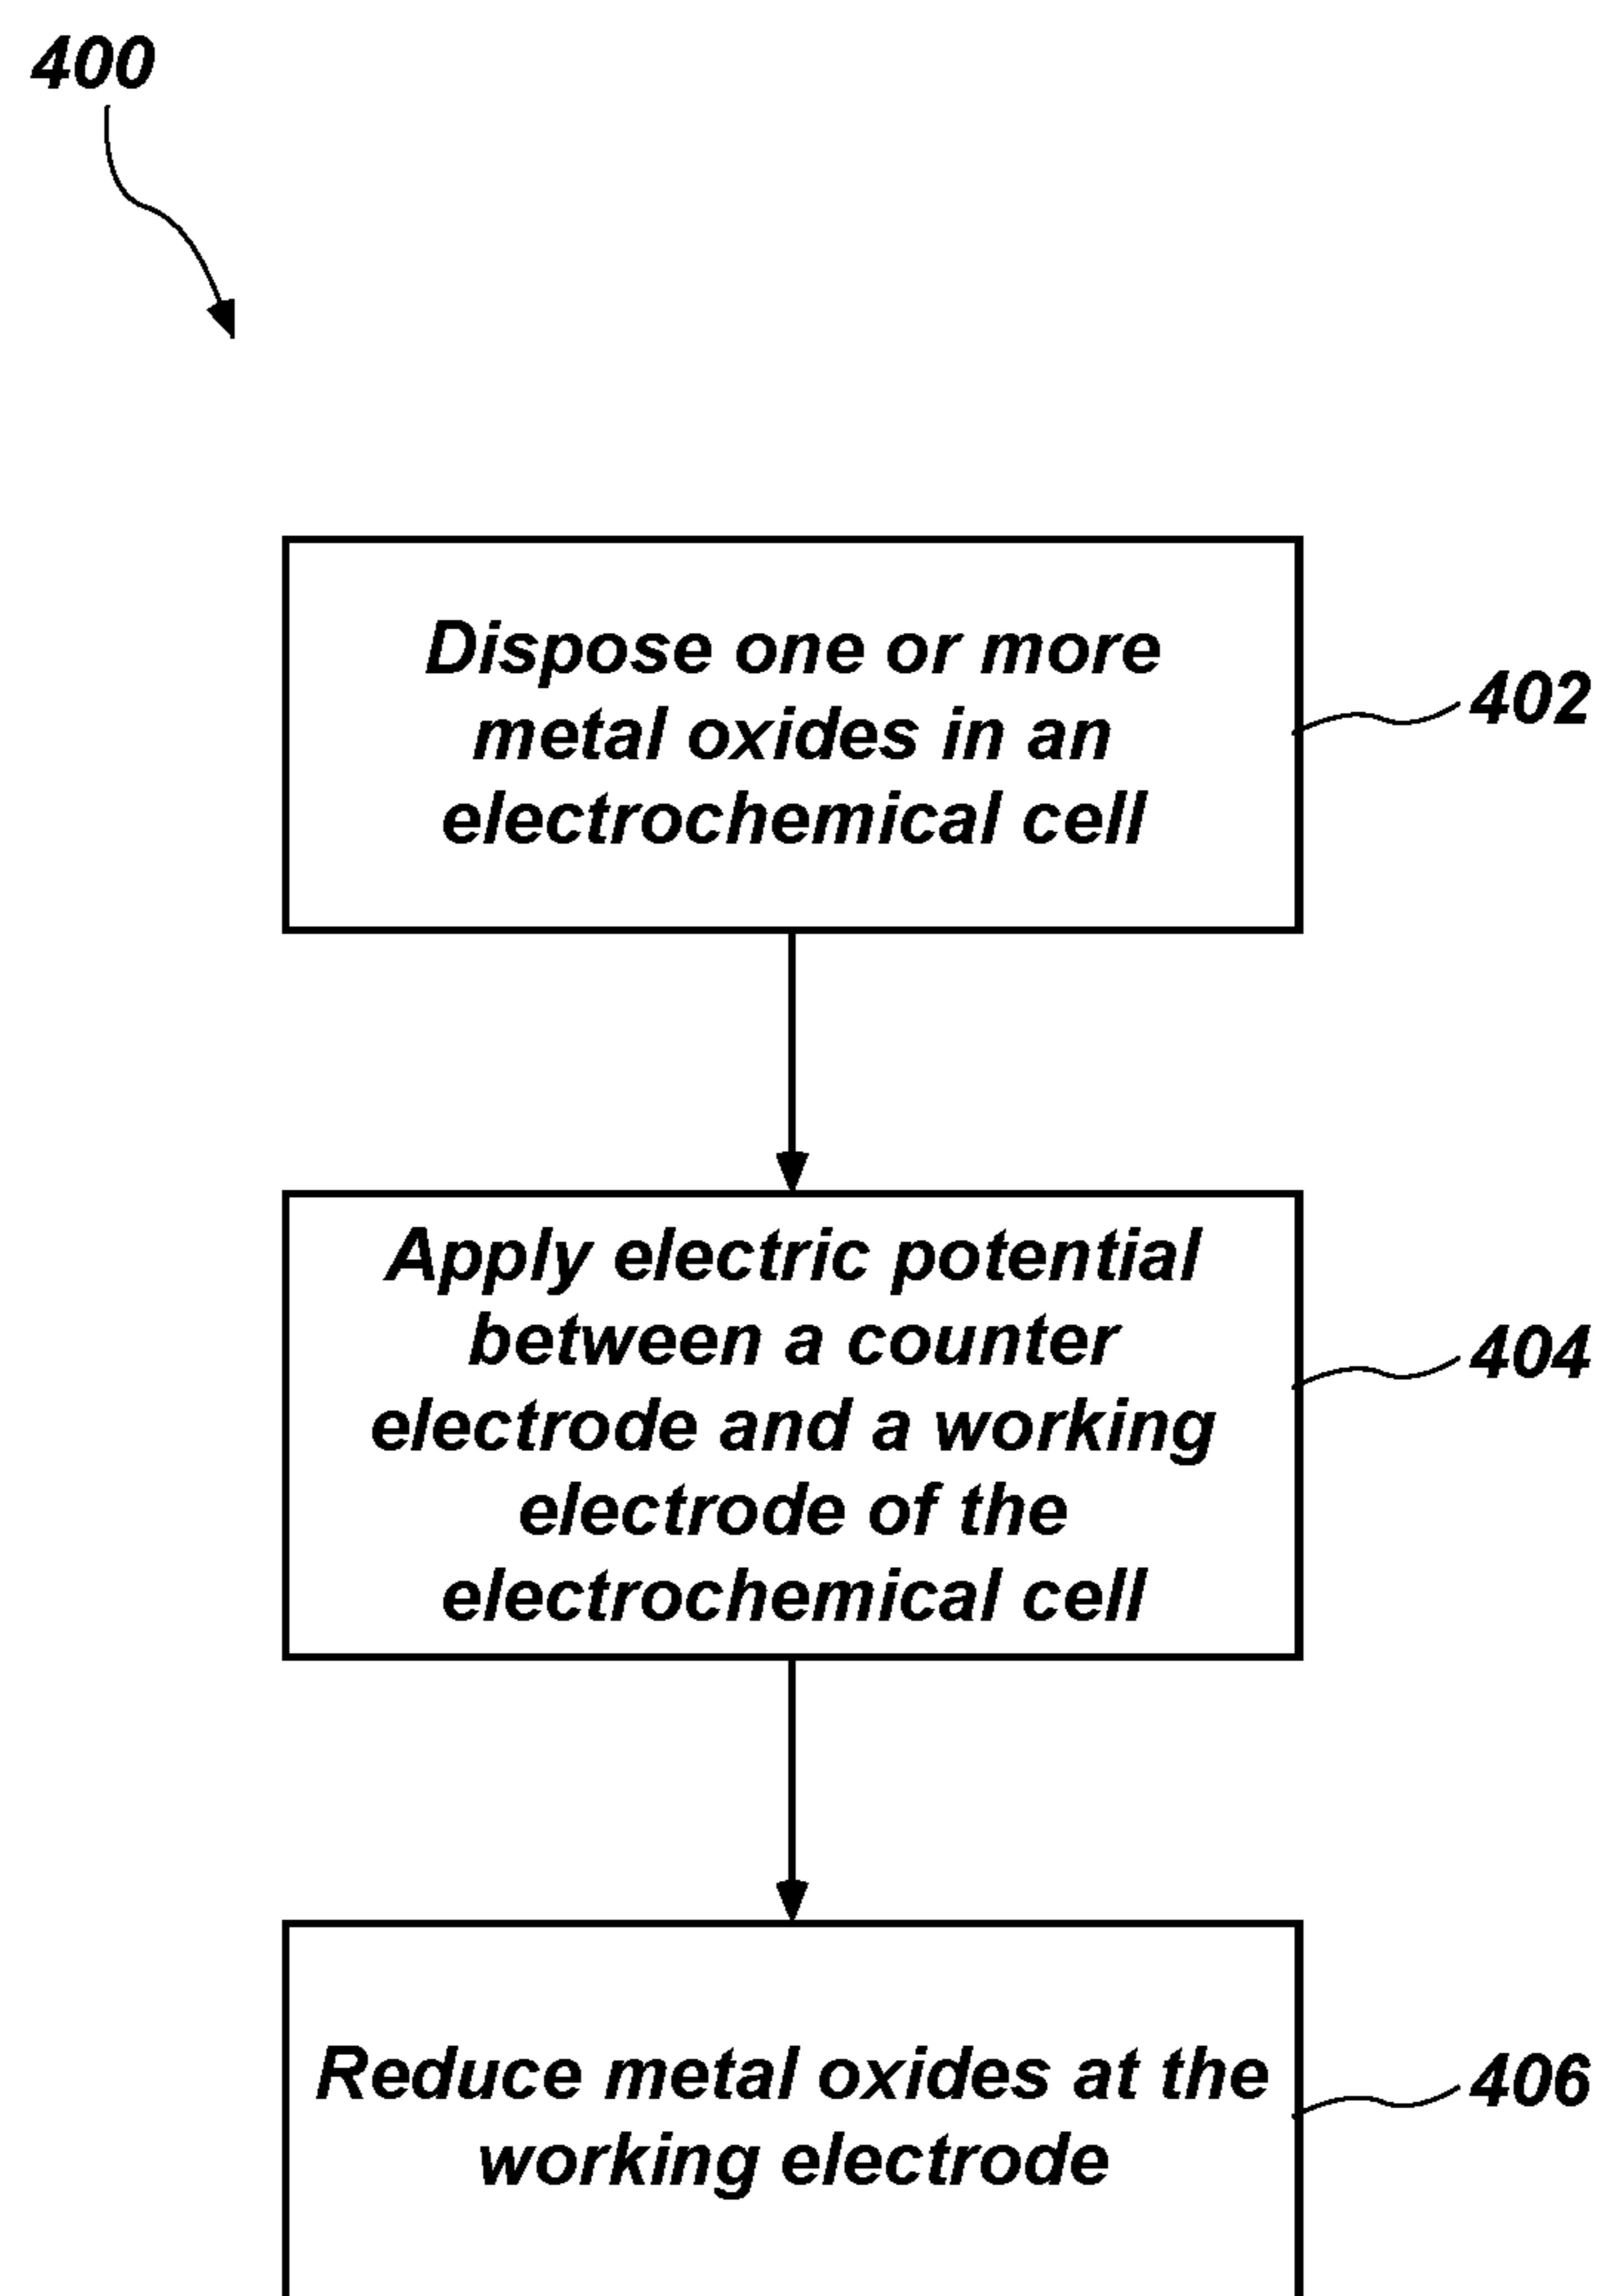 400
Dispose one or more
metal oxides in an
electrochemical cell
402
Apply electric potential
between a counter
electrode and a working
electrode of the
electrochemical cell
404
Reduce metal oxides at the
working electrode
406